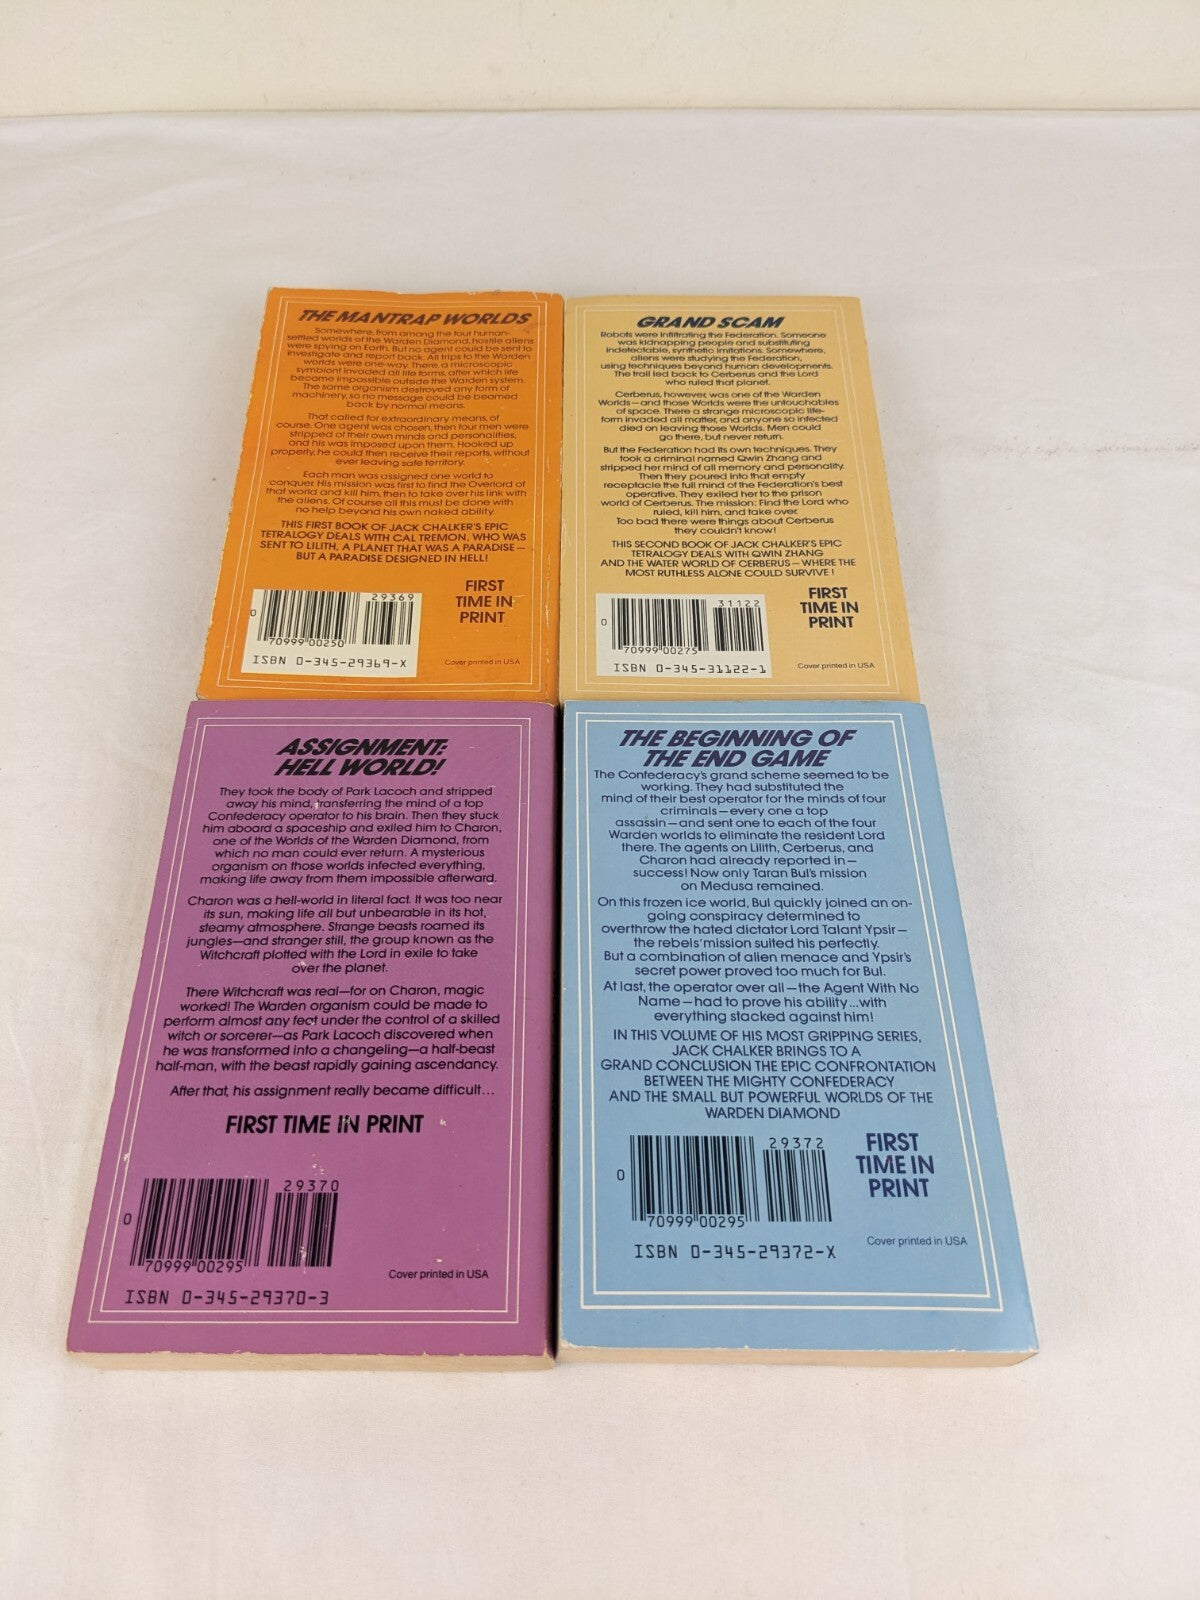 THE MANTRAP WORLDS
Somewhere, from among the four human-
settled worlds of the Warden Diamond, hostile aliens
were spying on Earth. But no agent could be sent to
investigate and report back. All trips to the Warden
worlds were one-way. There, a microscopic
symbiont invaded all life forms, after which life
became impossible outside the Warden system.
The same organism destroyed any form of
machinery, so no message could be beamed
back by normal means.
That called for extraordinary means, of
course. One agent was chosen, then four men were
stripped of their own minds and personalities,
and his was imposed upon them. Hooked up
properly, he could then receive their reports, without
ever leaving safe territory.
Each man was assigned one world to
conquer. His mission was first to find the Overlord of
that world and kill him, then to take over his link with
the aliens. Of course all this must be done with
no help beyond his own naked ability.
THIS FIRST BOOK OF JACK CHALKER'S EPIC
TETRALOGY DEALS WITH CAL TREMON, WHO WAS
SENT TO LILITH, A PLANET THAT WAS A PARADISE—
BUT A PARADISE DESIGNED IN HELL!
FIRST
TIME IN
PRINT
29369
0
70999 00250
ISBN 0-345-29369-X
Cover printed in USA
GRAND SCAM
Robots were infiltrating the Federation. Someone
was kidnapping people and substituting
indetectable, synthetic imitations. Somewhere,
aliens were studying the Federation,
using techniques beyond human developments.
The trail led back to Cerberus and the Lord
who ruled that planet.
Cerberus, however, was one of the Warden
Worlds—and those Worlds were the untouchables
of space. There a strange microscopic life-
form invaded all matter, and anyone so infected
died on leaving those Worlds. Men could
go there, but never return.
But the Federation had its own techniques. They
took a criminal named Qwin Zhang and
stripped her mind of all memory and personality.
Then they poured into that empty
receptacle the full mind of the Federation's best
operative. They exiled her to the prison
world of Cerberus. The mission: Find the Lord who
ruled, kill him, and take over.
Too bad there were things about Cerberus
they couldn't know!
THIS SECOND BOOK OF JACK CHALKER'S EPIC
TETRALOGY DEALS WITH QWIN ZHANG
AND THE WATER WORLD OF CERBERUS—WHERE THE
MOST RUTHLESS ALONE COULD SURVIVE!
FIRST
TIME IN
PRINT
31122
0
70999 00275
ISBN 0-345-31122-1
Cover printed in USA
ASSIGNMENT:
HELL WORLD!
They took the body of Park Lacoch and stripped
away his mind, transferring the mind of a top
Confederacy operator to his brain. Then they stuck
him aboard a spaceship and exiled him to Charon,
one of the Worlds of the Warden Diamond, from
which no man could ever return. A mysterious
organism on those worlds infected everything,
making life away from them impossible afterward.
Charon was a hell-world in literal fact. It was too near
its sun, making life all but unbearable in its hot,
steamy atmosphere. Strange beasts roamed its
jungles—and stranger still, the group known as the
Witchcraft plotted with the Lord in exile to take
over the planet.
There Witchcraft was real—for on Charon, magic
worked! The Warden organism could be made to
perform almost any feat under the control of a skilled
witch or sorcerer—as Park Lacoch discovered when
he was transformed into a changeling—a half-beast
half-man, with the beast rapidly gaining ascendancy.
After that, his assignment really became difficult...
FIRST TIME IN PRINT
29370
0
70999 00295
Cover printed in USA
ISBN 0-345-29370-3
THE BEGINNING OF
THE END GAME
The Confederacy's grand scheme seemed to be
working. They had substituted the
mind of their best operator for the minds of four
criminals—every one a top
assassin—and sent one to each of the four
Warden worlds to eliminate the resident Lord
there. The agents on Lilith, Cerberus, and
Charon had already reported in—
success! Now only Taran Bul's mission
on Medusa remained.
On this frozen ice world, Bul quickly joined an on-
going conspiracy determined to
overthrow the hated dictator Lord Talant Ypsir—
the rebels' mission suited his perfectly.
But a combination of alien menace and Ypsir's
secret power proved too much for Bul.
At last, the operator over all—the Agent With No
Name—had to prove his ability...with
everything stacked against him!
IN THIS VOLUME OF HIS MOST GRIPPING SERIES,
JACK CHALKER BRINGS TO A
GRAND CONCLUSION THE EPIC CONFRONTATION
BETWEEN THE MIGHTY CONFEDERACY
AND THE SMALL BUT POWERFUL WORLDS OF THE
WARDEN DIAMOND
29372
0
70999 00295
ISBN 0-345-29372-X
FIRST
TIME IN
PRINT
Cover printed in USA